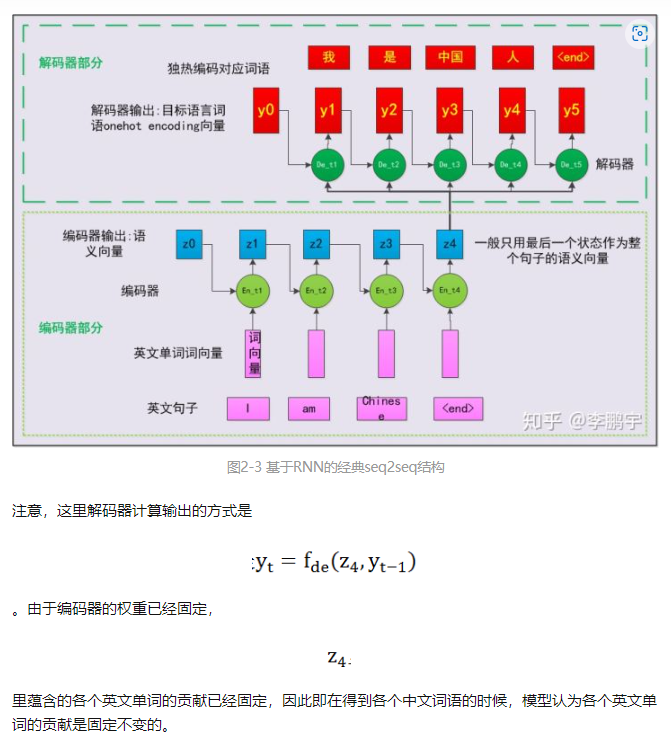 解码器部分
独热编码对应词语
我 是 中国 人 <end>
解码器输出:目标语言词
语onehot encoding向量
y0 y1 y2 y3 y4 y5
De_t1 De_t2 De_t3 De_t4 De_t5
解码器
编码器输出:语
义向量
z0 z1 z2 z3 z4
一般只用最后一个状态作为整
个句子的语义向量
编码器
En_t1 En_t2 En_t3 En_t4
编码器部分
英文单词词向量
词
向
量
英文句子
I am Chines
e
<end>
知乎 @李鹏宇
图2-3 基于RNN的经典seq2seq结构
注意，这里解码器计算输出的方式是
yt = fde(z4, yt−1)
。由于编码器的权重已经固定，
z4
里蕴含的各个英文单词的贡献已经固定，因此即在得到各个中文词语的时候，模型认为各个英文单
词的贡献是固定不变的。